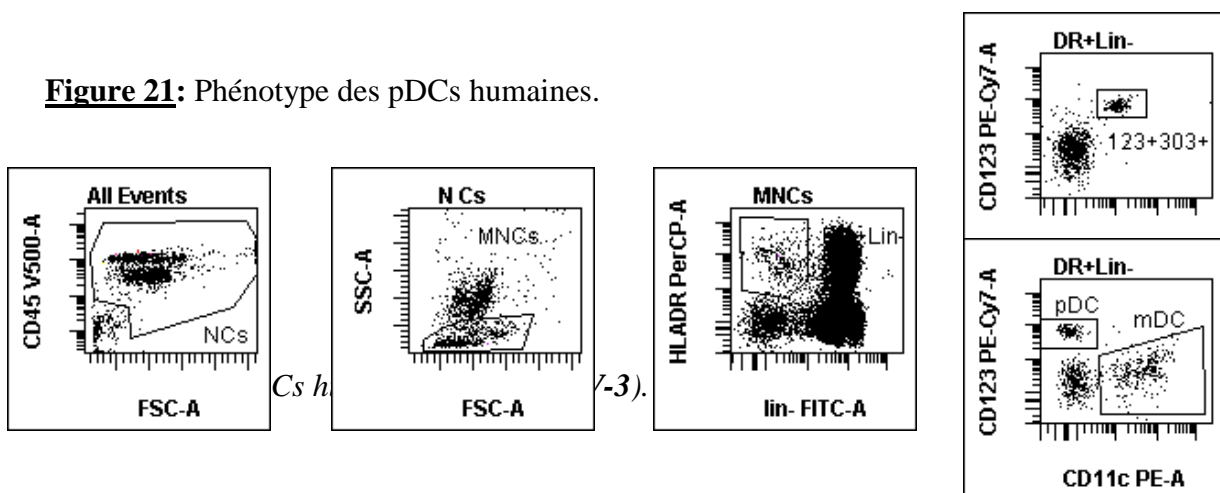 Figure 21: Phénotype des pDCs humaines.
All Events
CD45 V500-A
NCs
FSC-A
N Cs
SSC-A
MNCs
FSC-A
MNCs
HLADR PerCP-A
Lin-
lin- FITC-A
DR+Lin-
CD123 PE-Cy7-A
123+303+
DR+Lin-
CD123 PE-Cy7-A
pDC
mDC
CD11c PE-A
Cs h
-3).